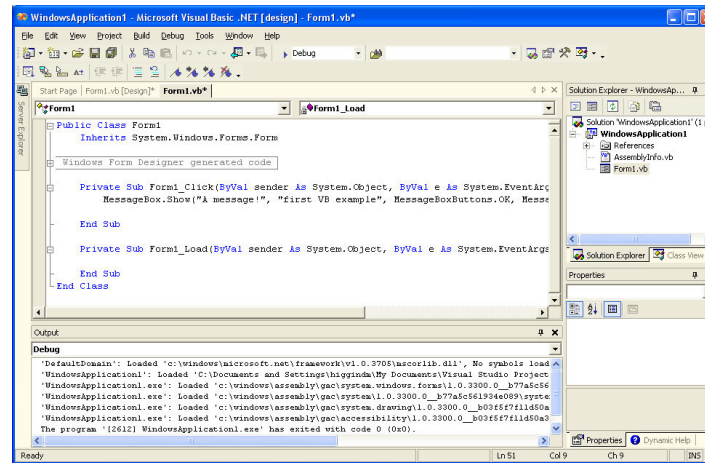 WindowsApplication1 - Microsoft Visual Basic .NET [design] - Form1.vb*
File Edit View Project Build Debug Tools Window Help
Debug
Server Explorer
Start Page Form1.vb [Design]* Form1.vb*
Form1 Form1_Load
Public Class Form1
Inherits System.Windows.Forms.Form
Windows Form Designer generated code
Private Sub Form1_Click(ByVal sender As System.Object, ByVal e As System.EventArg
MessageBox.Show("A message!", "first VB example", MessageBoxButtons.OK, Messa
End Sub
Private Sub Form1_Load(ByVal sender As System.Object, ByVal e As System.EventArgs
End Sub
End Class
Solution Explorer - WindowsAp...
Solution 'WindowsApplication1' (1
WindowsApplication1
References
AssemblyInfo.vb
Form1.vb
Solution Explorer Class View
Properties
Output
Debug
'DefaultDomain': Loaded 'c:\windows\microsoft.net\framework\v1.0.3705\mscorlib.dll', No symbols load
'WindowsApplication1': Loaded 'C:\Documents and Settings\higgindm\My Documents\Visual Studio Project
'WindowsApplication1.exe': Loaded 'c:\windows\assembly\gac\system.windows.forms\1.0.3300.0__b77a5c56
'WindowsApplication1.exe': Loaded 'c:\windows\assembly\gac\system\1.0.3300.0__b77a5c561934e089\syste
'WindowsApplication1.exe': Loaded 'c:\windows\assembly\gac\system.drawing\1.0.3300.0__b03f5f7f11d50a
'WindowsApplication1.exe': Loaded 'c:\windows\assembly\gac\accessibility\1.0.3300.0__b03f5f7f11d50a3
The program '[2612] WindowsApplication1.exe' has exited with code 0 (0x0).
Properties Dynamic Help
Ready Ln 51 Col 9 Ch 9 INS